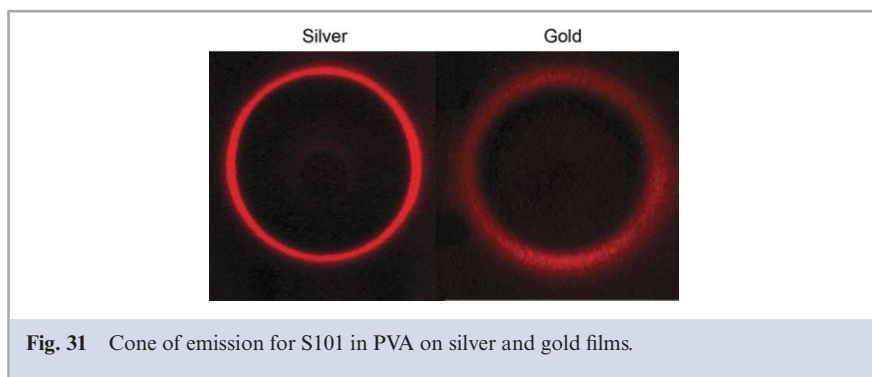 Silver Gold
Fig. 31 Cone of emission for S101 in PVA on silver and gold films.